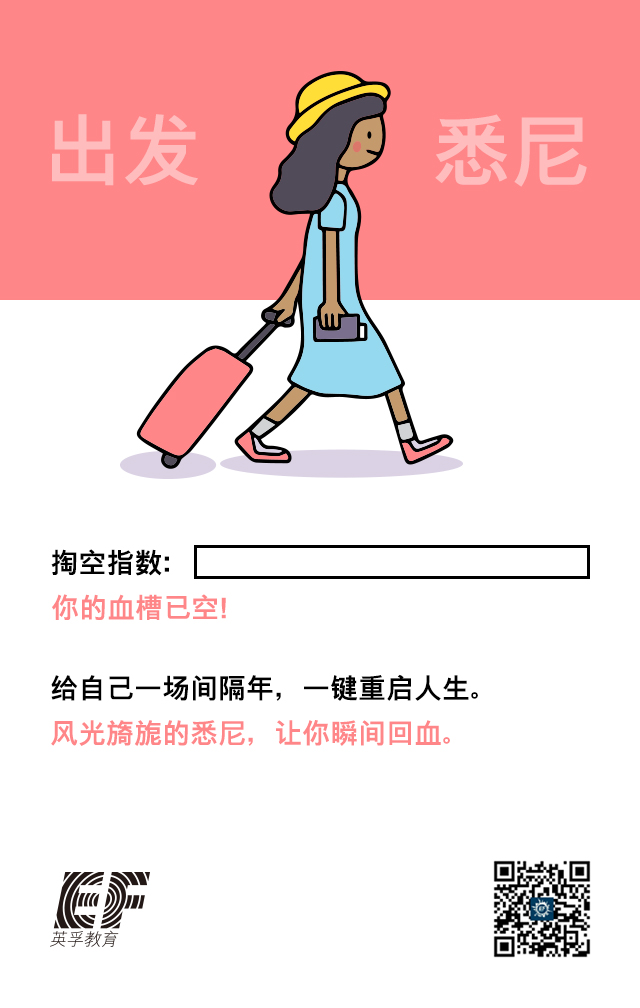 出发 悉尼
掏空指数：
你的血槽已空！
给自己一场间隔年，一键重启人生。
风光旖旎的悉尼，让你瞬间回血。
EF
英孚教育